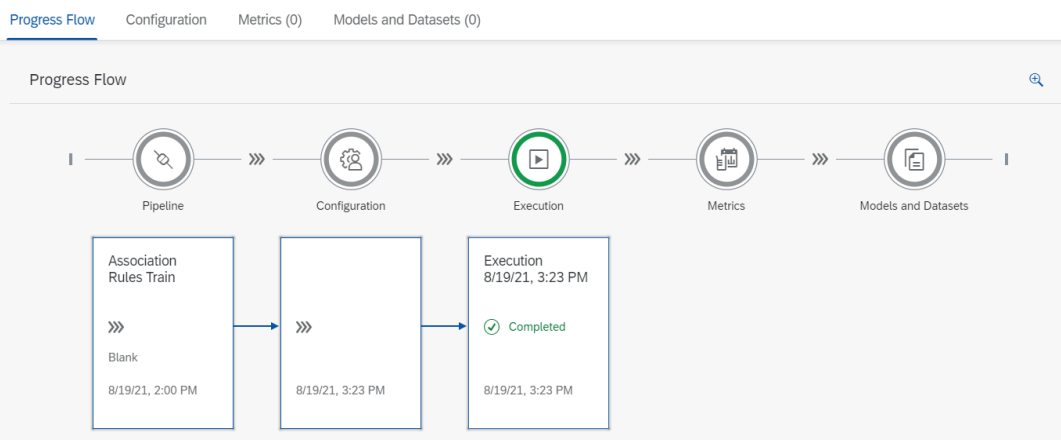 Progress Flow
Configuration
Metrics (0)
Models and Datasets (0)
Progress Flow
Pipeline
Configuration
Execution
Metrics
Models and Datasets
Association
Rules Train
Blank
8/19/21, 2:00 PM
8/19/21, 3:23 PM
Execution
8/19/21, 3:23 PM
Completed
8/19/21, 3:23 PM